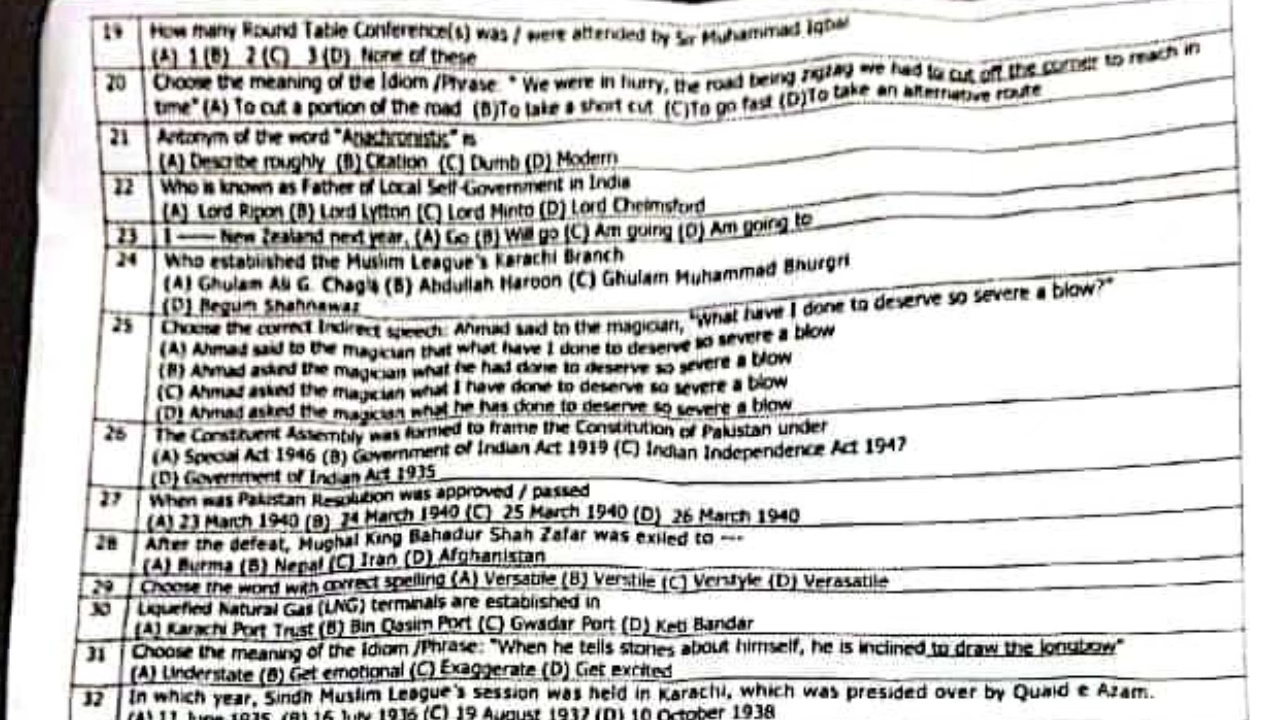 19 How many Round Table Conference(s) was / were attended by Sir Muhammad Iqbal
(A) 1 (B) 2 (C) 3 (D) None of these
20 Choose the meaning of the Idiom /Phrase: " We were in hurry, the road being zigzag we had to cut off the corner to reach in
time" (A) To cut a portion of the road (B)To take a short cut (C)To go fast (D)To take an alternative route
21 Antonym of the word "Anachronistic" is
(A) Describe roughly (B) Citation (C) Dumb (D) Modern
22 Who is known as Father of Local Self-Government in India
(A) Lord Ripon (B) Lord Lytton (C) Lord Minto (D) Lord Chelmsford
23 I —— New Zealand next year, (A) Go (B) Will go (C) Am going (D) Am going to
24 Who established the Muslim League's Karachi Branch
(A) Ghulam Ali G. Chagla (B) Abdullah Haroon (C) Ghulam Muhammad Bhurgri
(D) Begum Shahnawaz
25 Choose the correct Indirect speech: Ahmad said to the magician, "What have I done to deserve so severe a blow?"
(A) Ahmad said to the magician that what have I done to deserve so severe a blow
(B) Ahmad asked the magician what he had done to deserve so severe a blow
(C) Ahmad asked the magician what I have done to deserve so severe a blow
(D) Ahmad asked the magician what he has done to deserve so severe a blow
26 The Constituent Assembly was formed to frame the Constitution of Pakistan under
(A) Special Act 1946 (B) Government of Indian Act 1919 (C) Indian Independence Act 1947
(D) Government of Indian Act 1935
27 When was Pakistan Resolution was approved / passed
(A) 23 March 1940 (B) 24 March 1940 (C) 25 March 1940 (D) 26 March 1940
28 After the defeat, Mughal King Bahadur Shah Zafar was exiled to ---
(A) Burma (B) Nepal (C) Iran (D) Afghanistan
29 Choose the word with correct spelling (A) Versatile (B) Verstile (C) Verstyle (D) Verasatile
30 Liquefied Natural Gas (LNG) terminals are established in
(A) Karachi Port Trust (B) Bin Qasim Port (C) Gwadar Port (D) Keti Bandar
31 Choose the meaning of the Idiom /Phrase: "When he tells stories about himself, he is inclined to draw the longbow"
(A) Understate (B) Get emotional (C) Exaggerate (D) Get excited
32 In which year, Sindh Muslim League's session was held in Karachi, which was presided over by Quaid e Azam.
(A) 11 June 1935 (B) 16 July 1936 (C) 19 August 1937 (D) 10 October 1938